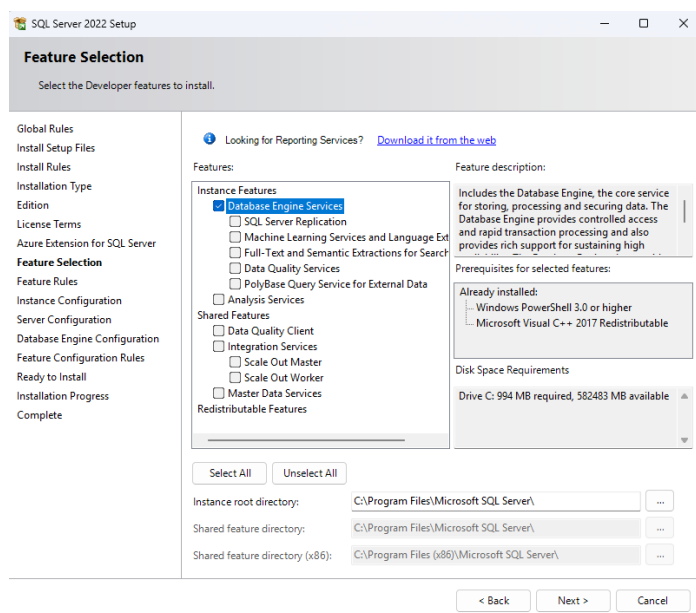 SQL Server 2022 Setup
Feature Selection
Select the Developer features to install.
Global Rules
Install Setup Files
Install Rules
Installation Type
Edition
License Terms
Azure Extension for SQL Server
Feature Selection
Feature Rules
Instance Configuration
Server Configuration
Database Engine Configuration
Feature Configuration Rules
Ready to Install
Installation Progress
Complete
Looking for Reporting Services? Download it from the web
Features:
Instance Features
Database Engine Services
SQL Server Replication
Machine Learning Services and Language Ext
Full-Text and Semantic Extractions for Search
Data Quality Services
PolyBase Query Service for External Data
Analysis Services
Shared Features
Data Quality Client
Integration Services
Scale Out Master
Scale Out Worker
Master Data Services
Redistributable Features
Feature description:
Includes the Database Engine, the core service
for storing, processing and securing data. The
Database Engine provides controlled access
and rapid transaction processing and also
provides rich support for sustaining high
Prerequisites for selected features:
Already installed:
Windows PowerShell 3.0 or higher
Microsoft Visual C++ 2017 Redistributable
Disk Space Requirements
Drive C: 994 MB required, 582483 MB available
Select All
Unselect All
Instance root directory:
C:\Program Files\Microsoft SQL Server\
...
Shared feature directory:
C:\Program Files\Microsoft SQL Server\
...
Shared feature directory (x86):
C:\Program Files (x86)\Microsoft SQL Server\
...
< Back
Next >
Cancel